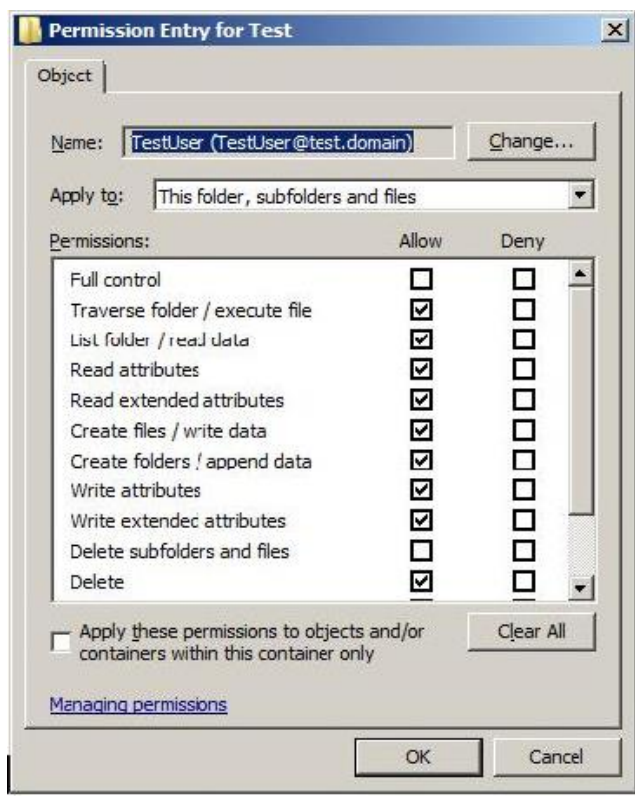 Permission Entry for Test
Object
Name: TestUser (TestUser@test.domain) Change...
Apply to: This folder, subfolders and files
Permissions: Allow Deny
Full control
Traverse folder / execute file
List folder / read data
Read attributes
Read extended attributes
Create files / write data
Create folders / append data
Write attributes
Write extended attributes
Delete subfolders and files
Delete
Apply these permissions to objects and/or
containers within this container only
Clear All
Managing permissions
OK Cancel